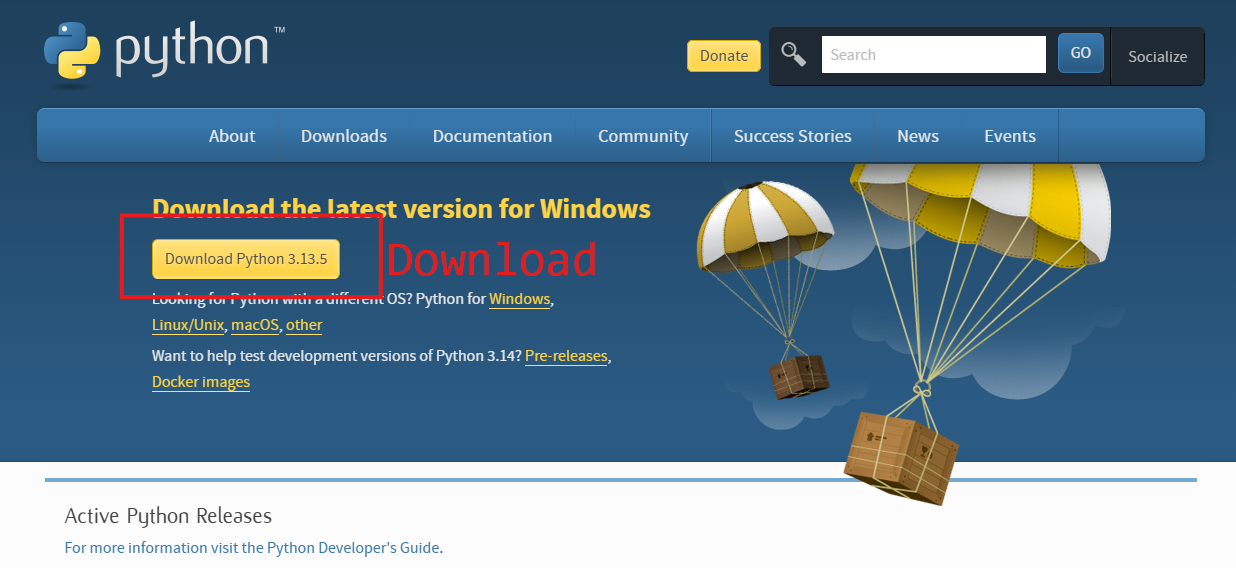 python™
Donate
Search
GO
Socialize
About Downloads Documentation Community Success Stories News Events
Download the latest version for Windows
Download Python 3.13.5
Download
Looking for Python with a different OS? Python for Windows,
Linux/Unix, macOS, other
Want to help test development versions of Python 3.14? Pre-releases,
Docker images
Active Python Releases
For more information visit the Python Developer's Guide.